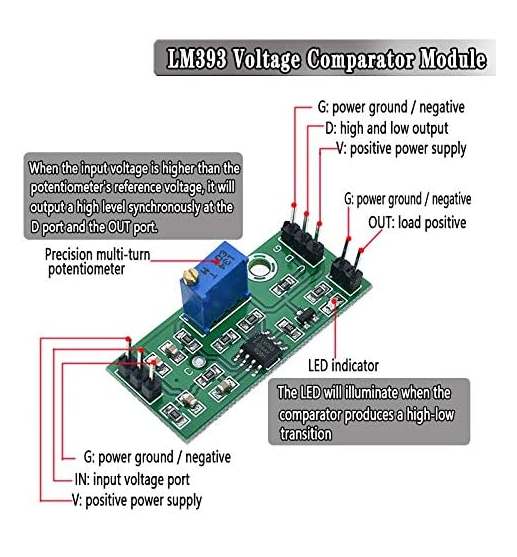 LM393 Voltage Comparator Module
G: power ground / negative
D: high and low output
V: positive power supply
When the input voltage is higher than the
potentiometer's reference voltage, it will
output a high level synchronously at the
D port and the OUT port.
G: power ground / negative
OUT: load positive
Precision multi-turn
potentiometer
G D U
LED indicator
The LED will illuminate when the
comparator produces a high-low
transition
G: power ground / negative
IN: input voltage port
V: positive power supply